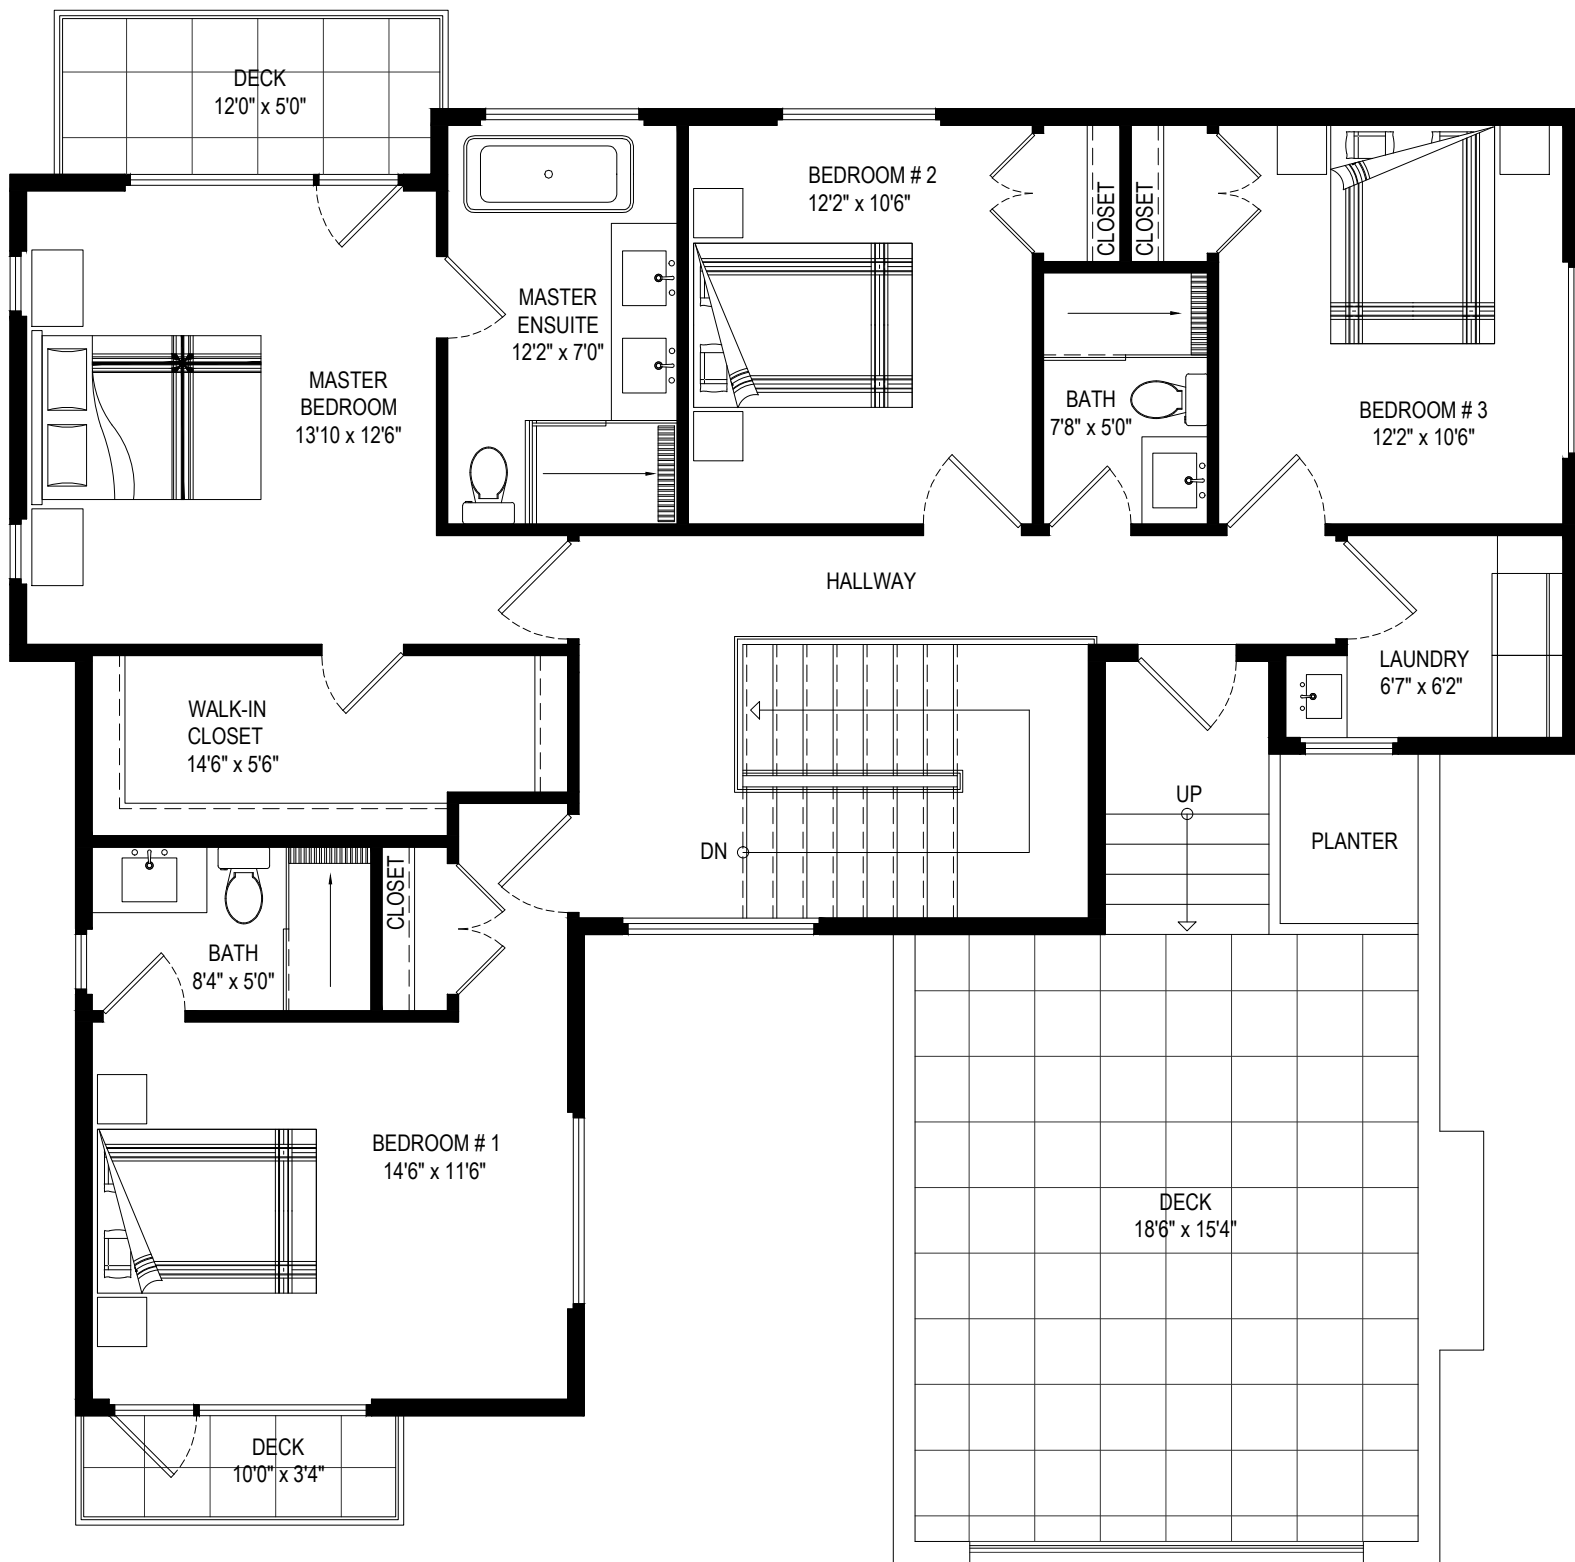 DECK
12'0" x 5'0"
BEDROOM # 2
12'2" x 10'6"
CLOSET
CLOSET
MASTER
ENSUITE
12'2" x 7'0"
MASTER
BEDROOM
13'10 x 12'6"
BATH
7'8" x 5'0"
BEDROOM # 3
12'2" x 10'6"
HALLWAY
LAUNDRY
6'7" x 6'2"
WALK-IN
CLOSET
14'6" x 5'6"
UP
DN
PLANTER
CLOSET
BATH
8'4" x 5'0"
BEDROOM # 1
14'6" x 11'6"
DECK
18'6" x 15'4"
DECK
10'0" x 3'4"